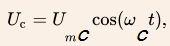 U_c = U_{mc} cos(ω_c t),